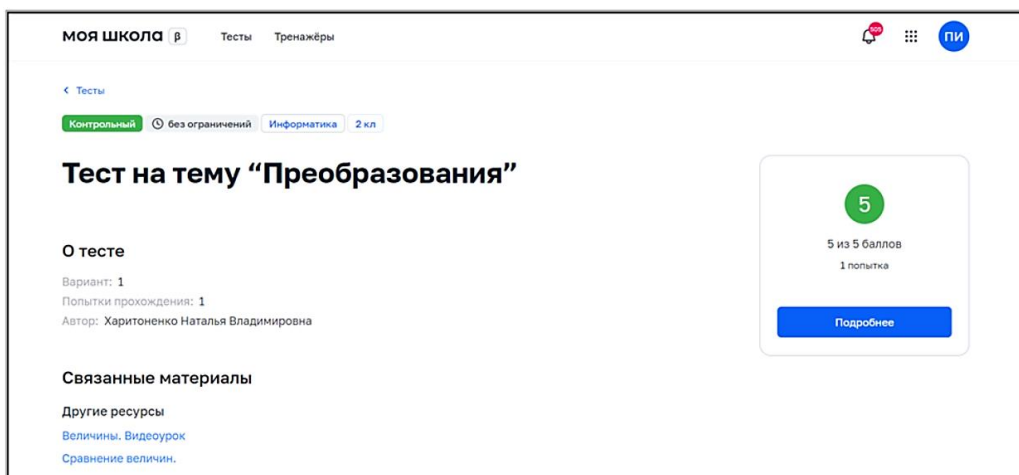 моя школа β Тесты Тренажёры 505 ПИ
< Тесты
Контрольный без ограничений Информатика 2 кл
Тест на тему “Преобразования”
5
5 из 5 баллов
1 попытка
Подробнее
О тесте
Вариант: 1
Попытки прохождения: 1
Автор: Харитоненко Наталья Владимировна
Связанные материалы
Другие ресурсы
Величины. Видеоурок
Сравнение величин.